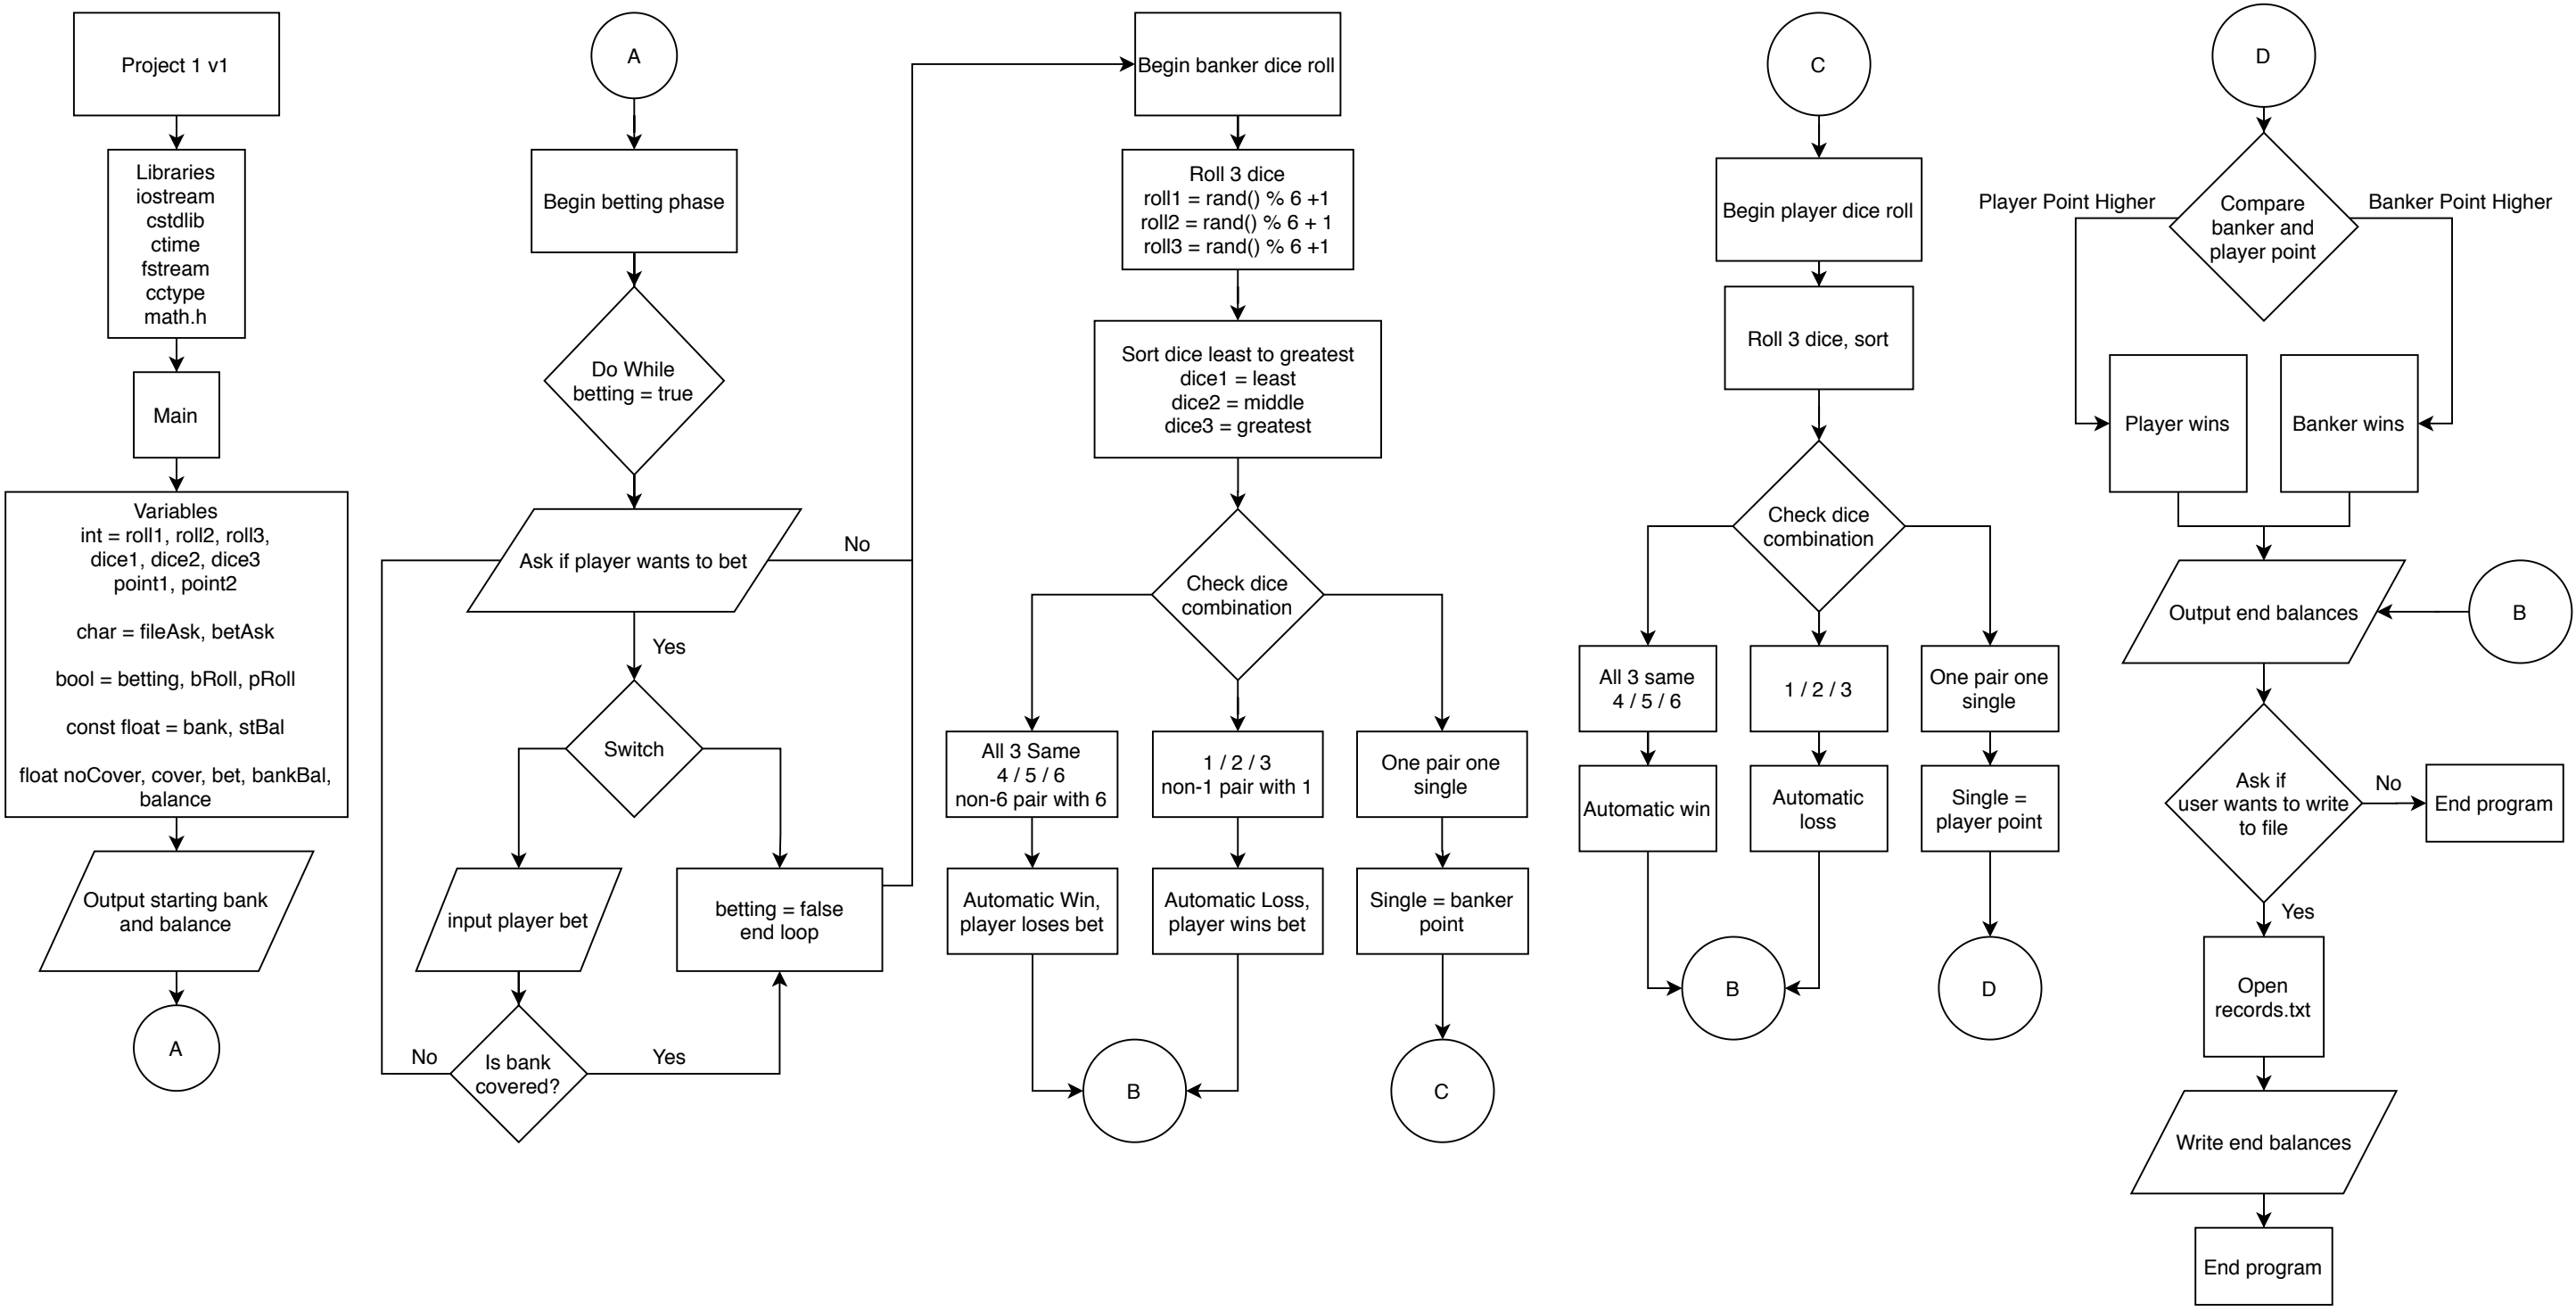 Project 1 v1
Libraries
iostream
cstdlib
ctime
fstream
cctype
math.h
Main
Variables
int = roll1, roll2, roll3,
dice1, dice2, dice3
point1, point2
char = fileAsk, betAsk
bool = betting, bRoll, pRoll
const float = bank, stBal
float noCover, cover, bet, bankBal,
balance
Output starting bank
and balance
A
A
Begin betting phase
Do While
betting = true
Ask if player wants to bet
No
Yes
Switch
input player bet
betting = false
end loop
Is bank
covered?
No
Yes
Begin banker dice roll
Roll 3 dice
roll1 = rand() % 6 +1
roll2 = rand() % 6 + 1
roll3 = rand() % 6 +1
Sort dice least to greatest
dice1 = least
dice2 = middle
dice3 = greatest
Check dice
combination
All 3 Same
4 / 5 / 6
non-6 pair with 6
1 / 2 / 3
non-1 pair with 1
One pair one
single
Automatic Win,
player loses bet
Automatic Loss,
player wins bet
Single = banker
point
B
C
C
Begin player dice roll
Roll 3 dice, sort
Check dice
combination
All 3 same
4 / 5 / 6
1 / 2 / 3
One pair one
single
Automatic win
Automatic
loss
Single =
player point
B
D
D
Compare
banker and
player point
Player Point Higher
Banker Point Higher
Player wins
Banker wins
Output end balances
B
Ask if
user wants to write
to file
No
End program
Yes
Open
records.txt
Write end balances
End program